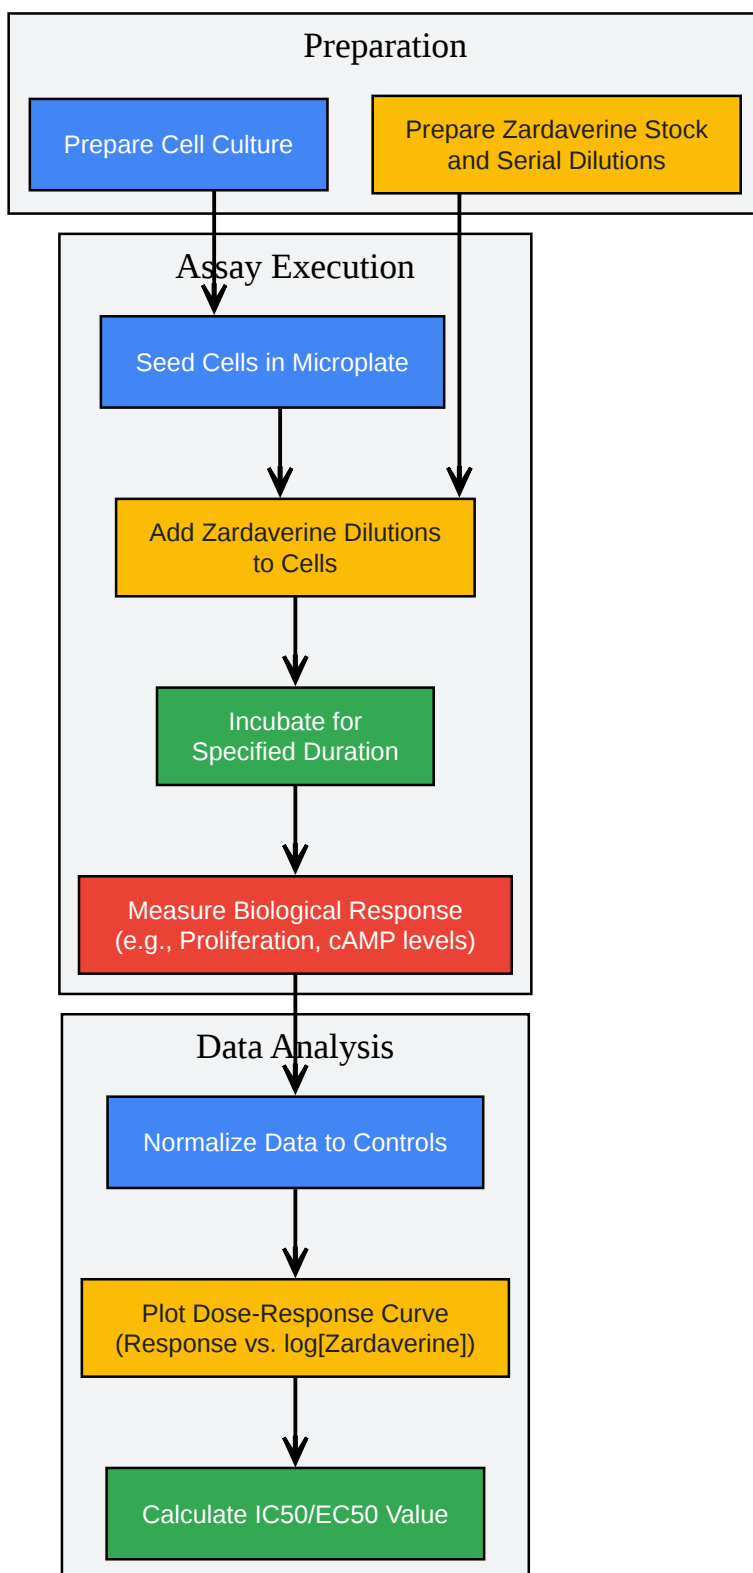 Preparation
Prepare Cell Culture
Prepare Zardaverine Stock
and Serial Dilutions
Assay Execution
Seed Cells in Microplate
Add Zardaverine Dilutions
to Cells
Incubate for
Specified Duration
Measure Biological Response
(e.g., Proliferation, cAMP levels)
Data Analysis
Normalize Data to Controls
Plot Dose-Response Curve
(Response vs. log[Zardaverine])
Calculate IC50/EC50 Value